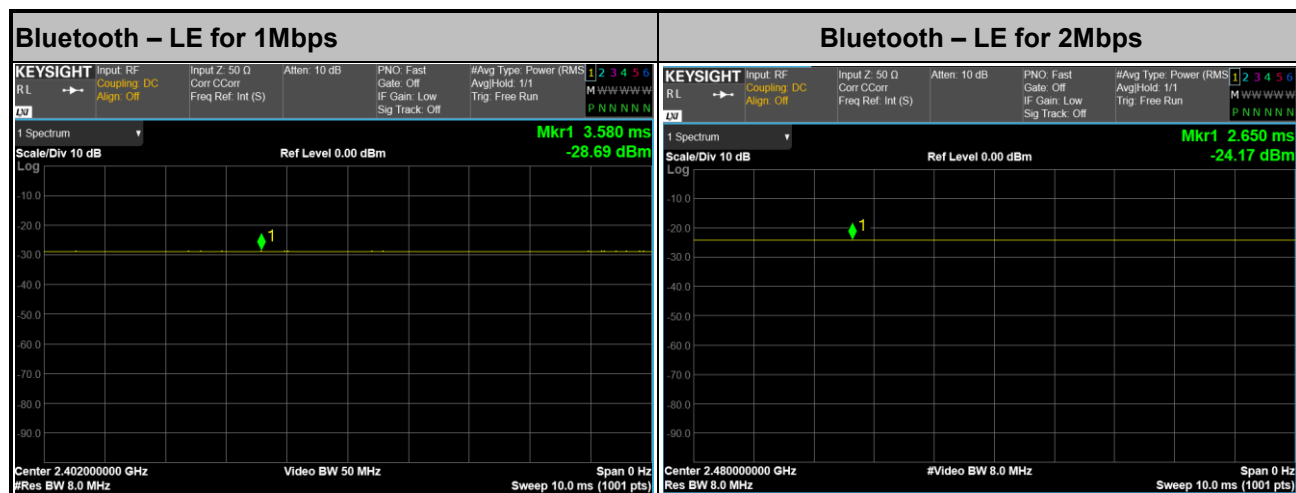 Bluetooth – LE for 1Mbps
KEYSIGHT
RL
LXI
Input: RF
Coupling: DC
Align: Off
Input Z: 50 Ω
Corr CCorr
Freq Ref: Int (S)
Atten: 10 dB
PNO: Fast
Gate: Off
IF Gain: Low
Sig Track: Off
#Avg Type: Power (RMS
Avg|Hold: 1/1
Trig: Free Run
1 2 3 4 5 6
M W W W W W
P N N N N N
1 Spectrum
Mkr1 3.580 ms
Scale/Div 10 dB
Ref Level 0.00 dBm
-28.69 dBm
Log
-10.0
-20.0
1
-30.0
-40.0
-50.0
-60.0
-70.0
-80.0
-90.0
Center 2.402000000 GHz
Video BW 50 MHz
Span 0 Hz
#Res BW 8.0 MHz
Sweep 10.0 ms (1001 pts)
Bluetooth – LE for 2Mbps
KEYSIGHT
RL
LXI
Input: RF
Coupling: DC
Align: Off
Input Z: 50 Ω
Corr CCorr
Freq Ref: Int (S)
Atten: 10 dB
PNO: Fast
Gate: Off
IF Gain: Low
Sig Track: Off
#Avg Type: Power (RMS
Avg|Hold: 1/1
Trig: Free Run
1 2 3 4 5 6
M W W W W W
P N N N N N
1 Spectrum
Mkr1 2.650 ms
Scale/Div 10 dB
Ref Level 0.00 dBm
-24.17 dBm
Log
-10.0
-20.0
1
-30.0
-40.0
-50.0
-60.0
-70.0
-80.0
-90.0
Center 2.480000000 GHz
#Video BW 8.0 MHz
Span 0 Hz
Res BW 8.0 MHz
Sweep 10.0 ms (1001 pts)